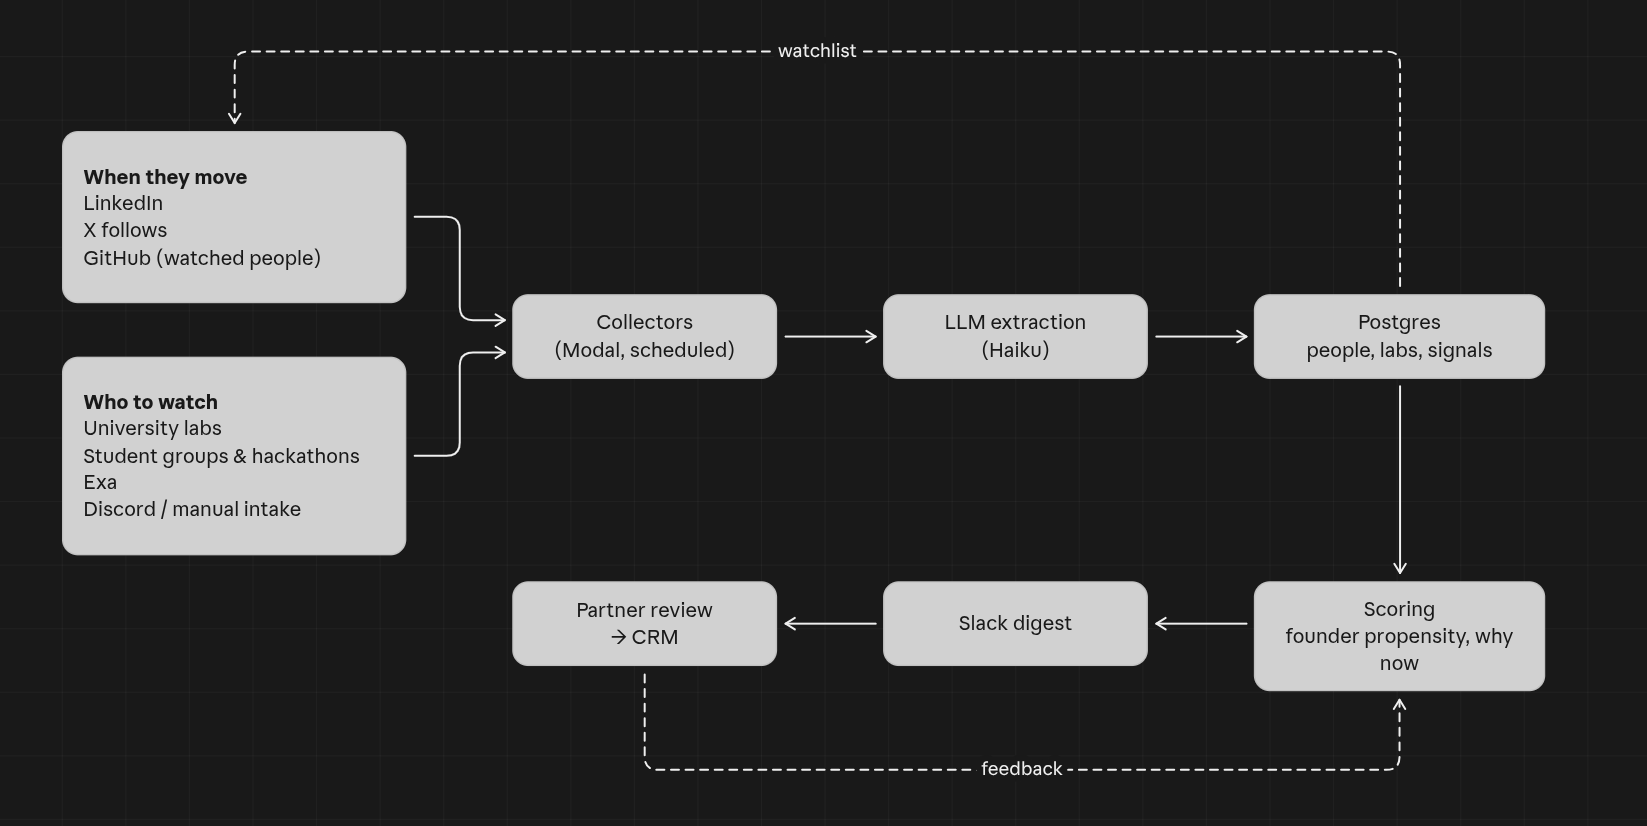 watchlist
When they move
LinkedIn
X follows
GitHub (watched people)
Who to watch
University labs
Student groups & hackathons
Exa
Discord / manual intake
Collectors
(Modal, scheduled)
LLM extraction
(Haiku)
Postgres
people, labs, signals
Partner review
→ CRM
Slack digest
Scoring
founder propensity, why
now
feedback